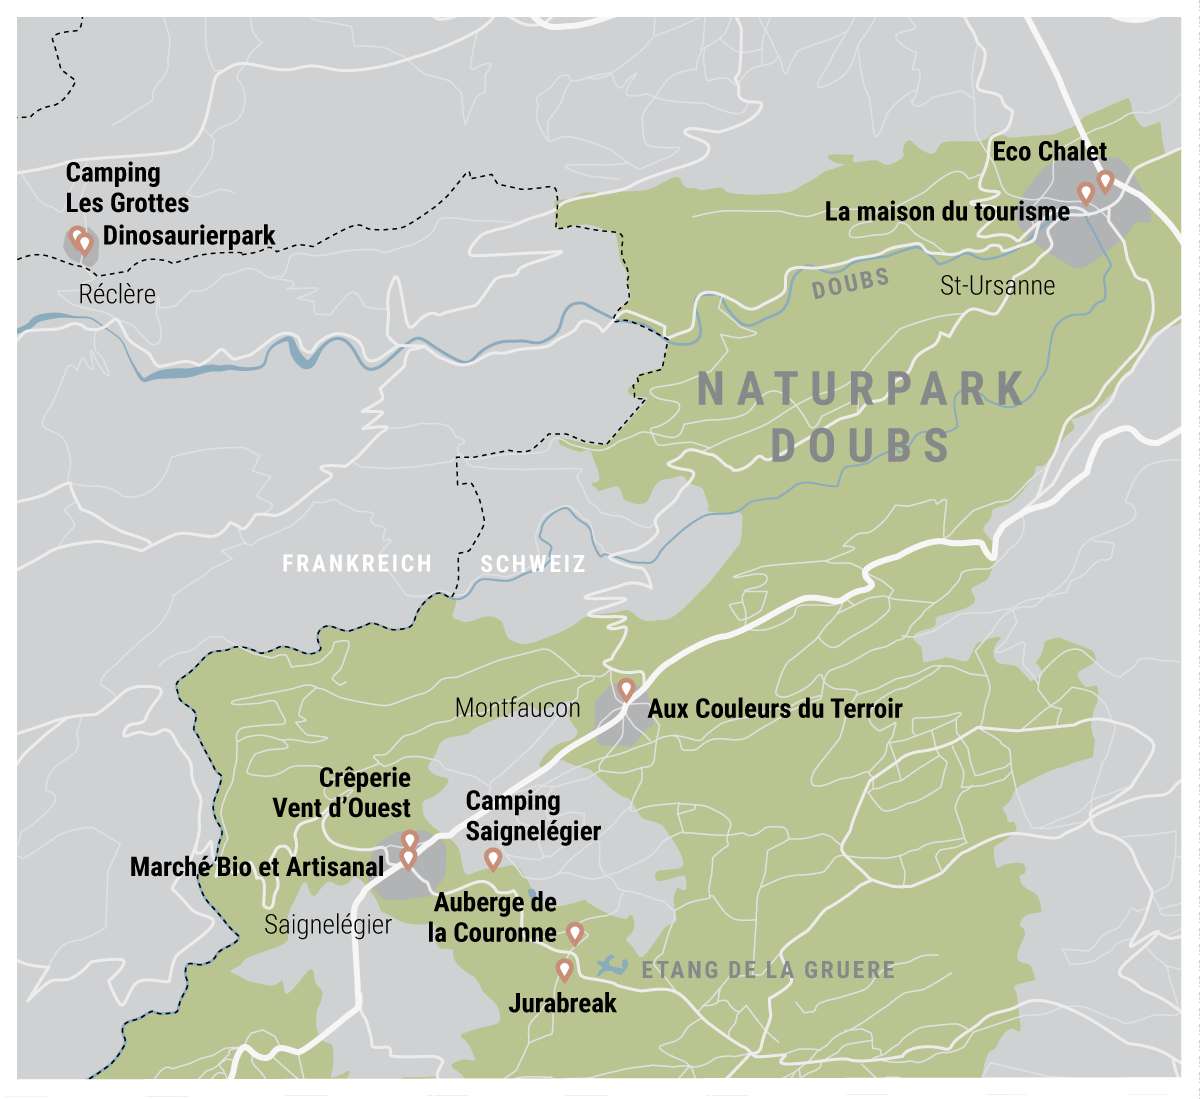 Eco Chalet
Camping
Les Grottes
La maison du tourisme
Dinosaurierpark
DOUBS
St-Ursanne
Réclère
NATURPARK
DOUBS
FRANKREICH
SCHWEIZ
Montfaucon
Aux Couleurs du Terroir
Crêperie
Vent d’Ouest
Camping
Saignelégier
Marché Bio et Artisanal
Auberge de
la Couronne
Saignelégier
ETANG DE LA GRUERE
Jurabreak